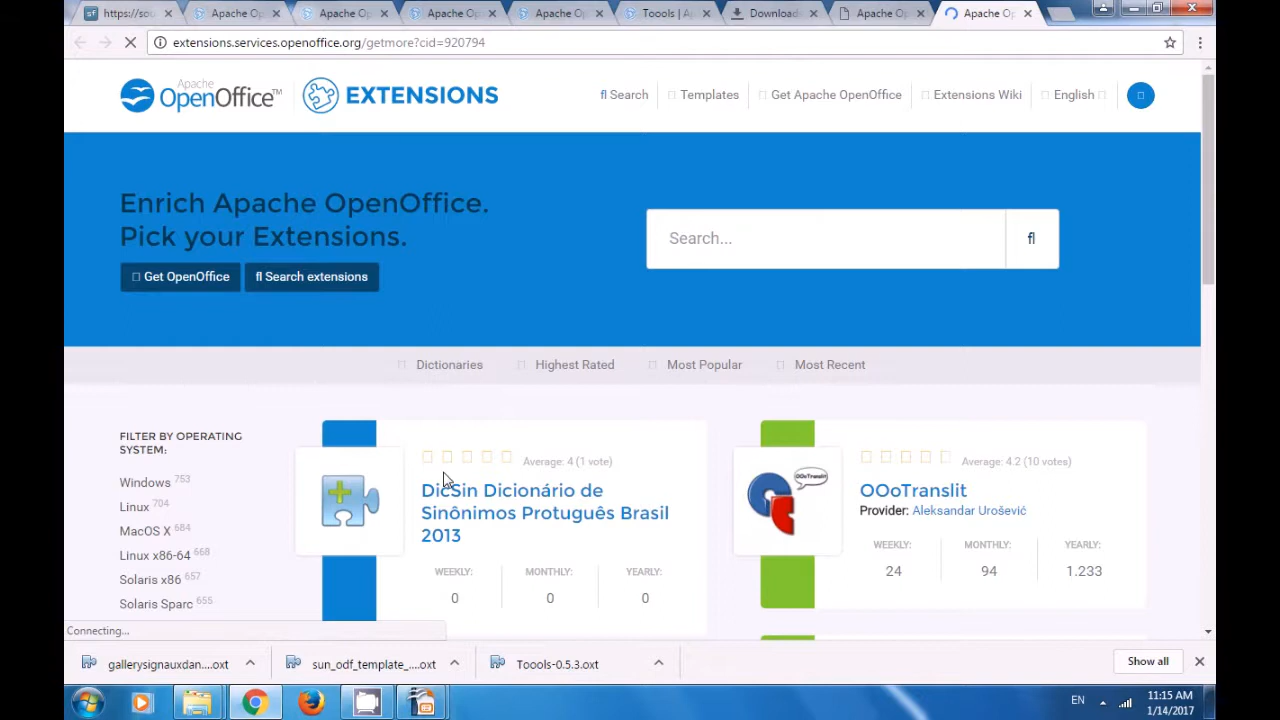 https://sou
Apache Op
Apache Op
Apache Op
Apache Op
Toools | Ap
Download
Apache Op
Apache Op
extensions.services.openoffice.org/getmore?cid=920794
Apache OpenOffice™ EXTENSIONS
Search Templates Get Apache OpenOffice Extensions Wiki English
Enrich Apache OpenOffice.
Pick your Extensions.
Search...
Get OpenOffice Search extensions
Dictionaries Highest Rated Most Popular Most Recent
FILTER BY OPERATING
SYSTEM:
Windows 753
Linux 704
MacOS X 684
Linux x86-64 668
Solaris x86 657
Solaris Sparc 655
Average: 4 (1 vote)
DicSin Dicionário de
Sinônimos Protuguês Brasil
2013
WEEKLY: MONTHLY: YEARLY:
0 0 0
OOoTranslit
Average: 4.2 (10 votes)
OOoTranslit
Provider: Aleksandar Urošević
WEEKLY: MONTHLY: YEARLY:
24 94 1.233
Connecting...
gallerysignauxdan....oxt
sun_odf_template_....oxt
Toools-0.5.3.oxt
Show all
EN
11:15 AM
1/14/2017